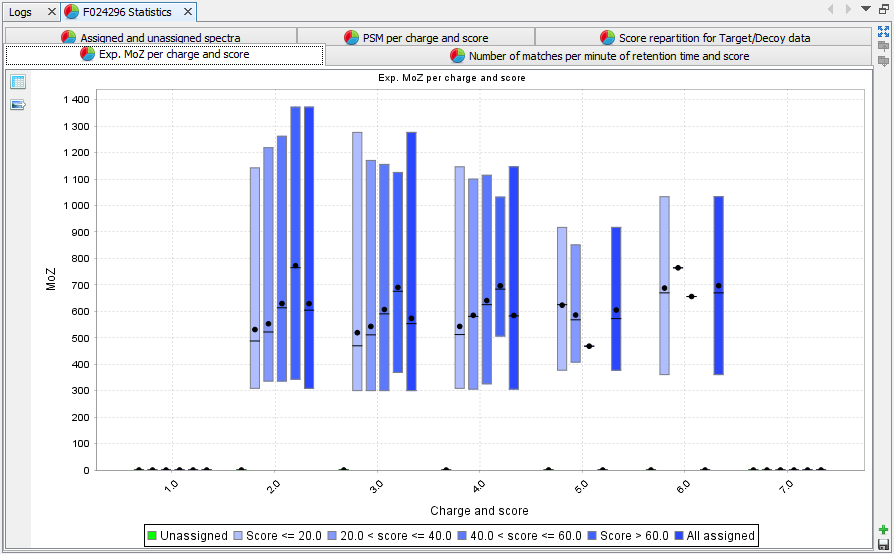 Logs F024296 Statistics
Assigned and unassigned spectra PSM per charge and score Score repartition for Target/Decoy data
Exp. MoZ per charge and score Number of matches per minute of retention time and score
Exp. MoZ per charge and score
1 400
1 300
1 200
1 100
1 000
900
800
700
600
500
400
300
200
100
0
MoZ
1.0 2.0 3.0 4.0 5.0 6.0 7.0
Charge and score
Unassigned Score <= 20.0 20.0 < score <= 40.0 40.0 < score <= 60.0 Score > 60.0 All assigned